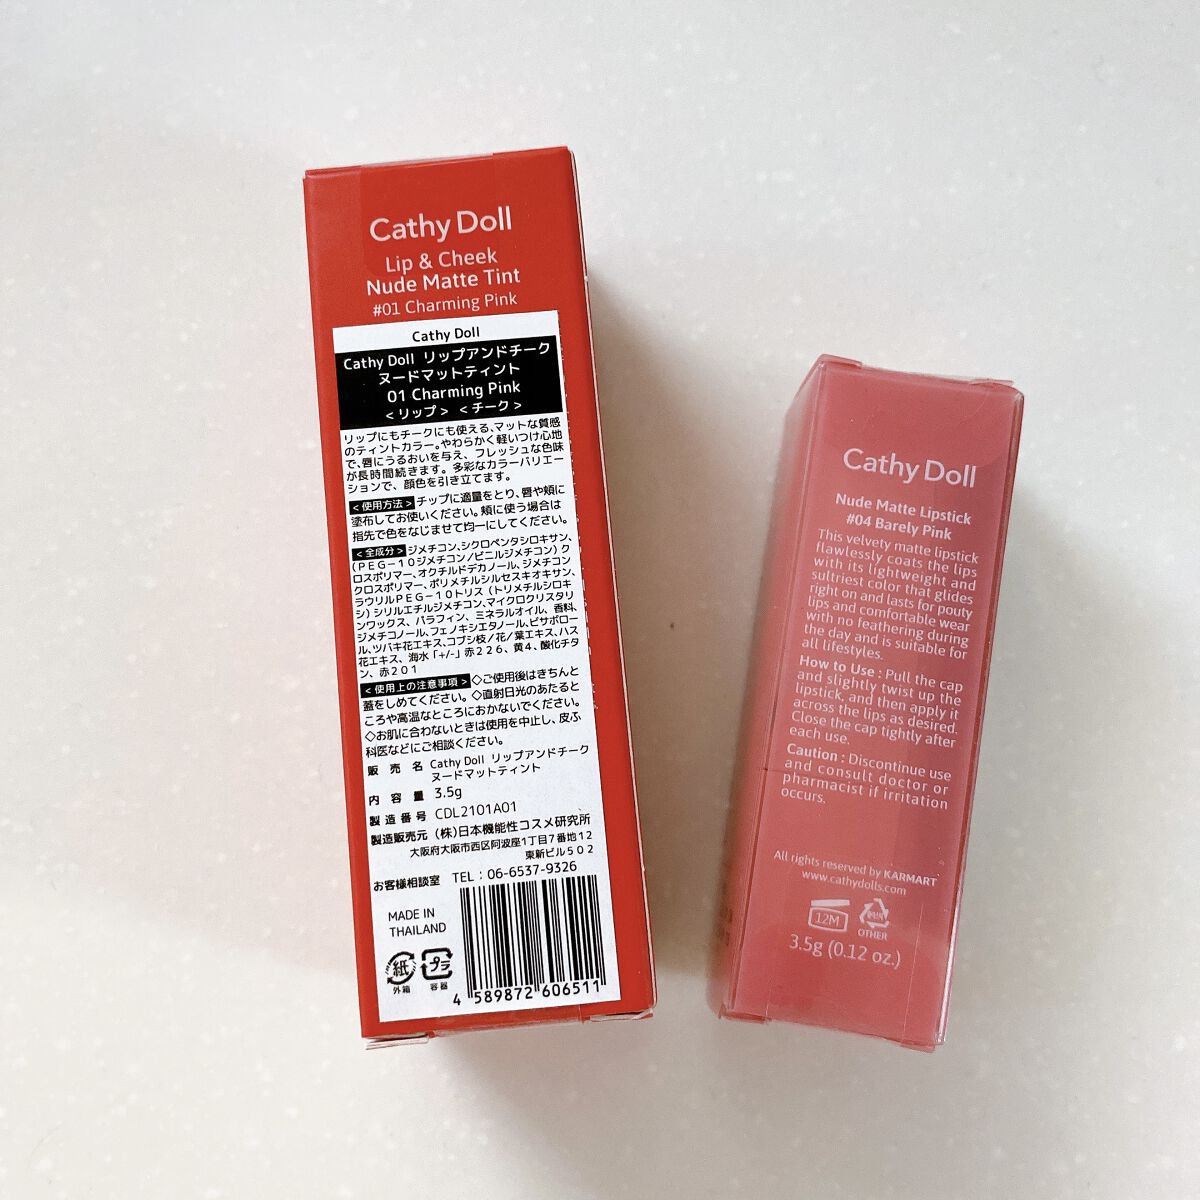 Cathy Doll
Lip & Cheek
Nude Matte Tint
#01 Charming Pink
Cathy Doll
Cathy Doll リップアンドチーク
ヌードマットティント
01 Charming Pink
<リップ> <チーク>
リップにもチークにも使える、マットな質感
のティントカラー。やわらかく軽いつけ心地
で、唇にうるおいを与え、フレッシュな色味
が長時間続きます。多彩なカラーバリエー
ションで、顔色を引き立てます。
<使用方法> チップに適量をとり、唇や頬に
塗布してお使いください。頬に使う場合は
指先で色をなじませて均一にしてください。
<全成分> ジメチコン、シクロペンタシロキサン、
(PEG-10ジメチコン/ビニルジメチコン)ク
ロスポリマー、オクチルドデカノール、ジメチコン
クロスポリマー、ポリメチルシルセスキオキサン、
ラウリルPEG-10トリス(トリメチルシロキ
シ)シリルエチルジメチコン、マイクロクリスタリ
ンワックス、パラフィン、ミネラルオイル、香料、
ジメチコノール、フェノキシエタノール、ビサボロー
ル、ツバキ花エキス、コブシ枝/花/葉エキス、ハス
花エキス、海水「+/-」赤226、黄4、酸化チタ
ン、赤201
<使用上の注意事項> ◇ご使用後はきちんと
蓋をしめてください。◇直射日光のあたると
ころや高温なところにおかないでください。
◇お肌に合わないときは使用を中止し、皮ふ
科医などにご相談ください。
販売名 Cathy Doll リップアンドチーク
ヌードマットティント
内容量 3.5g
製造番号 CDL2101A01
製造販売元 (株)日本機能性コスメ研究所
大阪府大阪市西区阿波座1丁目7番地12
東新ビル502
お客様相談室 TEL：06-6537-9326
MADE IN
THAILAND
紙 プラ
外箱 容器
4 589872 606511
Cathy Doll
Nude Matte Lipstick
#04 Barely Pink
This velvety matte lipstick
flawlessly coats the lips
with its lightweight and
sultriest color that glides
right on and lasts for pouty
lips and comfortable wear
with no feathering during
the day and is suitable for
all lifestyles.
How to Use : Pull the cap
and slightly twist up the
lipstick, and then apply it
across the lips as desired.
Close the cap tightly after
each use.
Caution : Discontinue use
and consult doctor or
pharmacist if irritation
occurs.
All rights reserved by KARMART
www.cathydolls.com
12M
OTHER
3.5g (0.12 oz.)